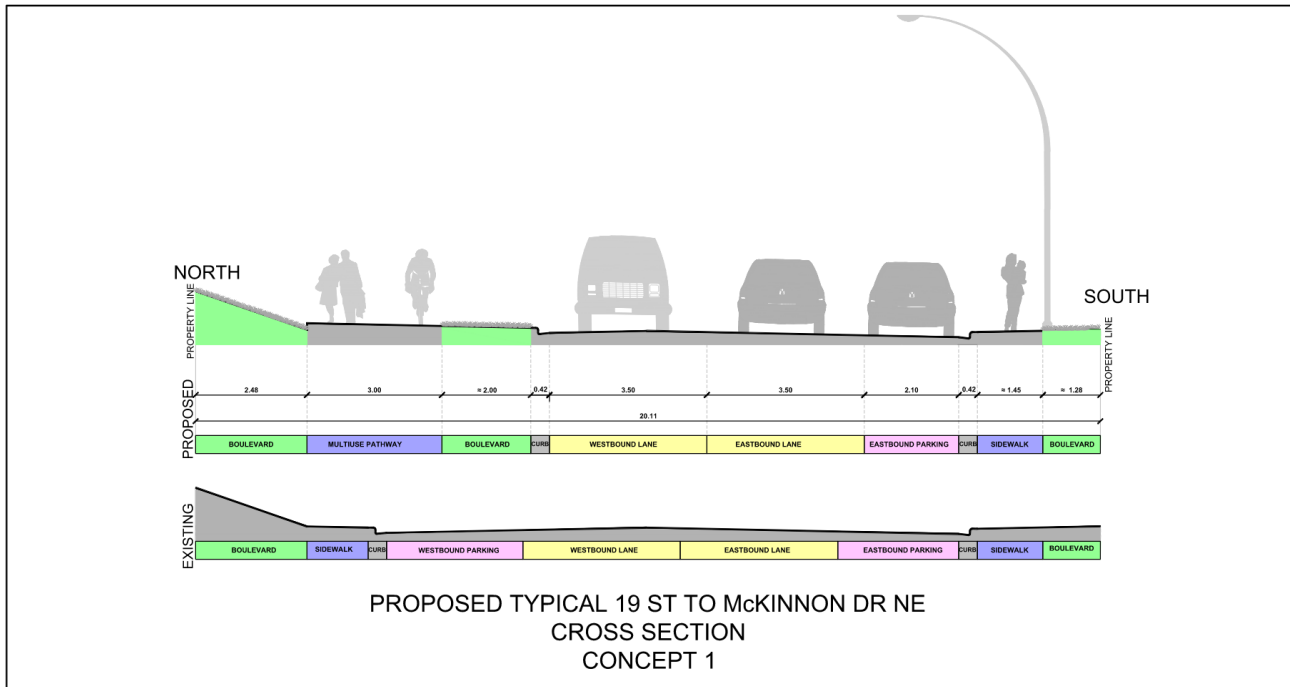 NORTH
PROPERTY LINE
SOUTH
PROPERTY LINE
2.48 3.00 ≈ 2.00 0.42 3.50 3.50 2.10 0.42 ≈ 1.45 ≈ 1.28
20.11
PROPOSED
BOULEVARD MULTIUSE PATHWAY BOULEVARD CURB WESTBOUND LANE EASTBOUND LANE EASTBOUND PARKING CURB SIDEWALK BOULEVARD
EXISTING
BOULEVARD SIDEWALK CURB WESTBOUND PARKING WESTBOUND LANE EASTBOUND LANE EASTBOUND PARKING CURB SIDEWALK BOULEVARD
PROPOSED TYPICAL 19 ST TO McKINNON DR NE
CROSS SECTION
CONCEPT 1